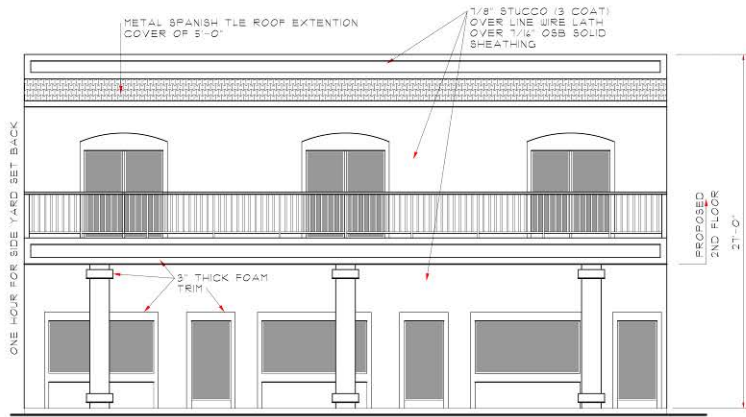 METAL SPANISH TLE ROOF EXTENTION
COVER OF 5'-0"
7/8" STUCCO (3 COAT)
OVER LINE WIRE LATH
OVER 7/16" OSB SOLID
SHEATHING
ONE HOUR FOR SIDE YARD SET BACK
3" THICK FOAM
TRIM
PROPOSED
2ND FLOOR
27'-0"